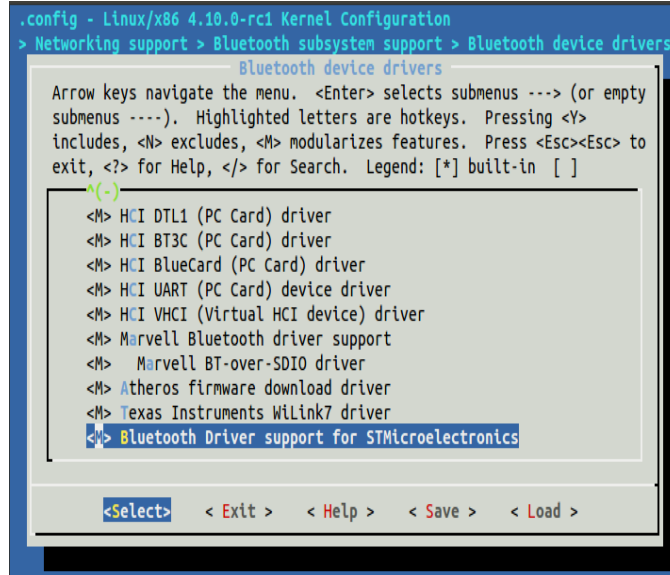 .config - Linux/x86 4.10.0-rc1 Kernel Configuration
> Networking support > Bluetooth subsystem support > Bluetooth device drivers
Bluetooth device drivers
Arrow keys navigate the menu. <Enter> selects submenus ---> (or empty
submenus ----). Highlighted letters are hotkeys. Pressing <Y>
includes, <N> excludes, <M> modularizes features. Press <Esc><Esc> to
exit, <?> for Help, </> for Search. Legend: [*] built-in [ ]
^(-)
<M> HCI DTL1 (PC Card) driver
<M> HCI BT3C (PC Card) driver
<M> HCI BlueCard (PC Card) driver
<M> HCI UART (PC Card) device driver
<M> HCI VHCI (Virtual HCI device) driver
<M> Marvell Bluetooth driver support
<M> Marvell BT-over-SDIO driver
<M> Atheros firmware download driver
<M> Texas Instruments WiLink7 driver
<M> Bluetooth Driver support for STMicroelectronics
<Select> < Exit > < Help > < Save > < Load >